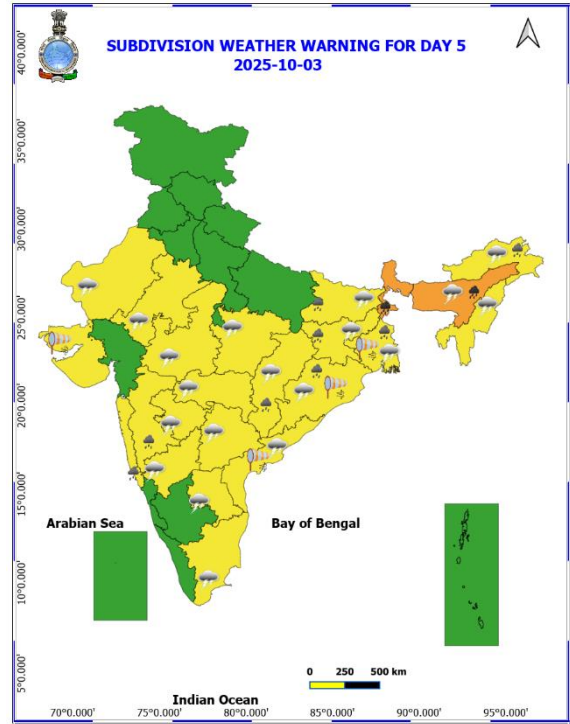 SUBDIVISION WEATHER WARNING FOR DAY 5
2025-10-03
40°0.000'
35°0.000'
30°0.000'
25°0.000'
20°0.000'
15°0.000'
10°0.000'
5°0.000'
Arabian Sea
Bay of Bengal
0 250 500 km
Indian Ocean
70°0.000' 75°0.000' 80°0.000' 85°0.000' 90°0.000' 95°0.000'